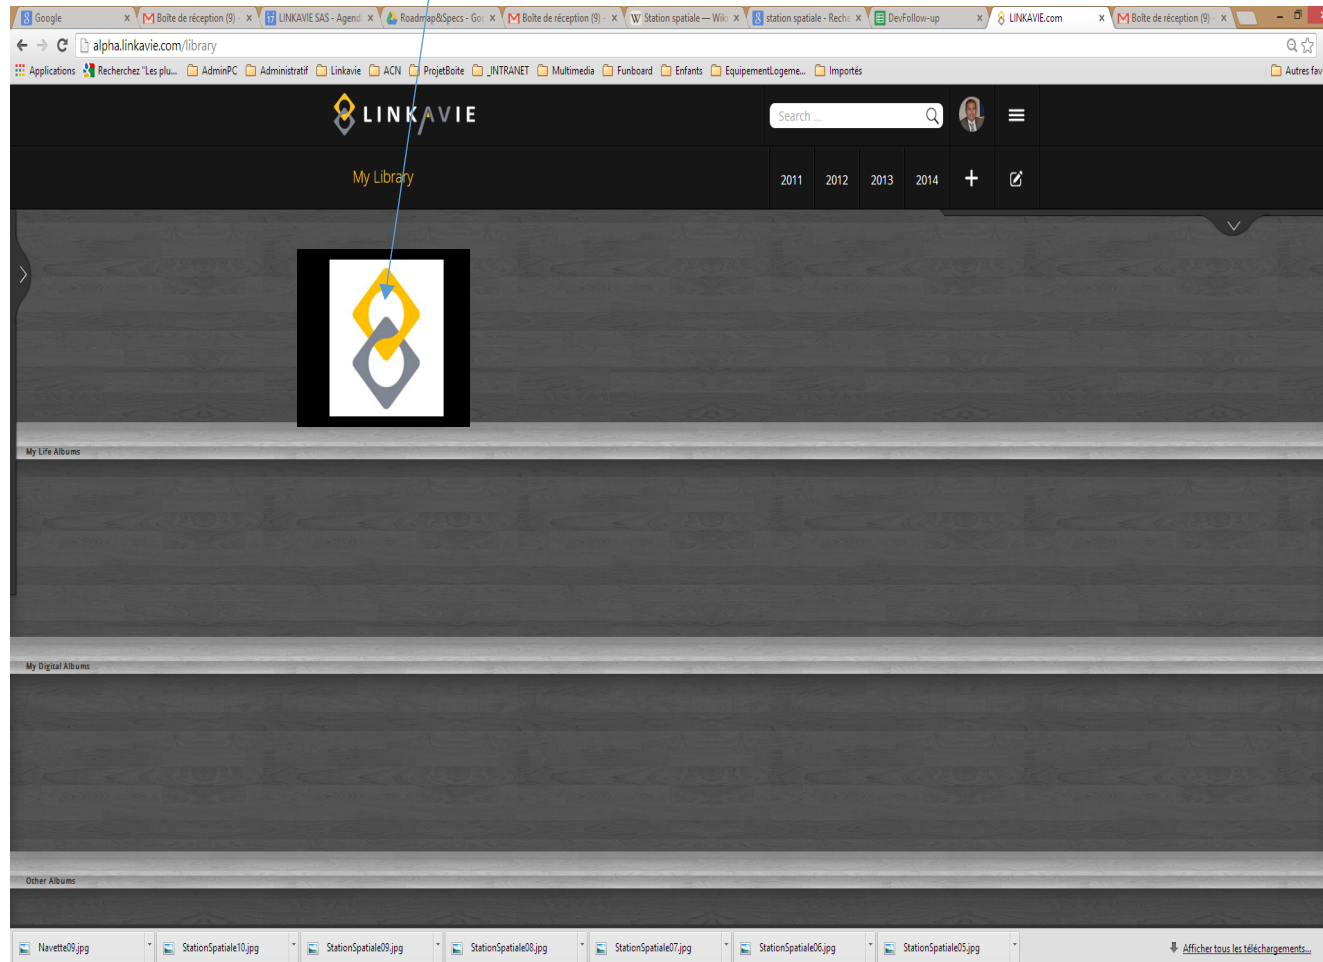 Google
Boîte de réception (9) -
LINKAVIE SAS - Agend
Roadmap&Specs - Goo
Boîte de réception (9) -
Station spatiale — Wiki
station spatiale - Reche
DevFollow-up
LINKAVIE.com
Boîte de réception (9) -
alpha.linkavie.com/library
Applications
Recherchez "Les plu...
AdminPC
Administratif
Linkavie
ACN
ProjetBoite
_INTRANET
Multimedia
Funboard
Enfants
EquipementLogeme...
Importés
Autres fav
LINKAVIE
Search ...
My Library
2011
2012
2013
2014
My Life Albums
My Digital Albums
Other Albums
Navette09.jpg
StationSpatiale10.jpg
StationSpatiale09.jpg
StationSpatiale08.jpg
StationSpatiale07.jpg
StationSpatiale06.jpg
StationSpatiale05.jpg
Afficher tous les téléchargements...